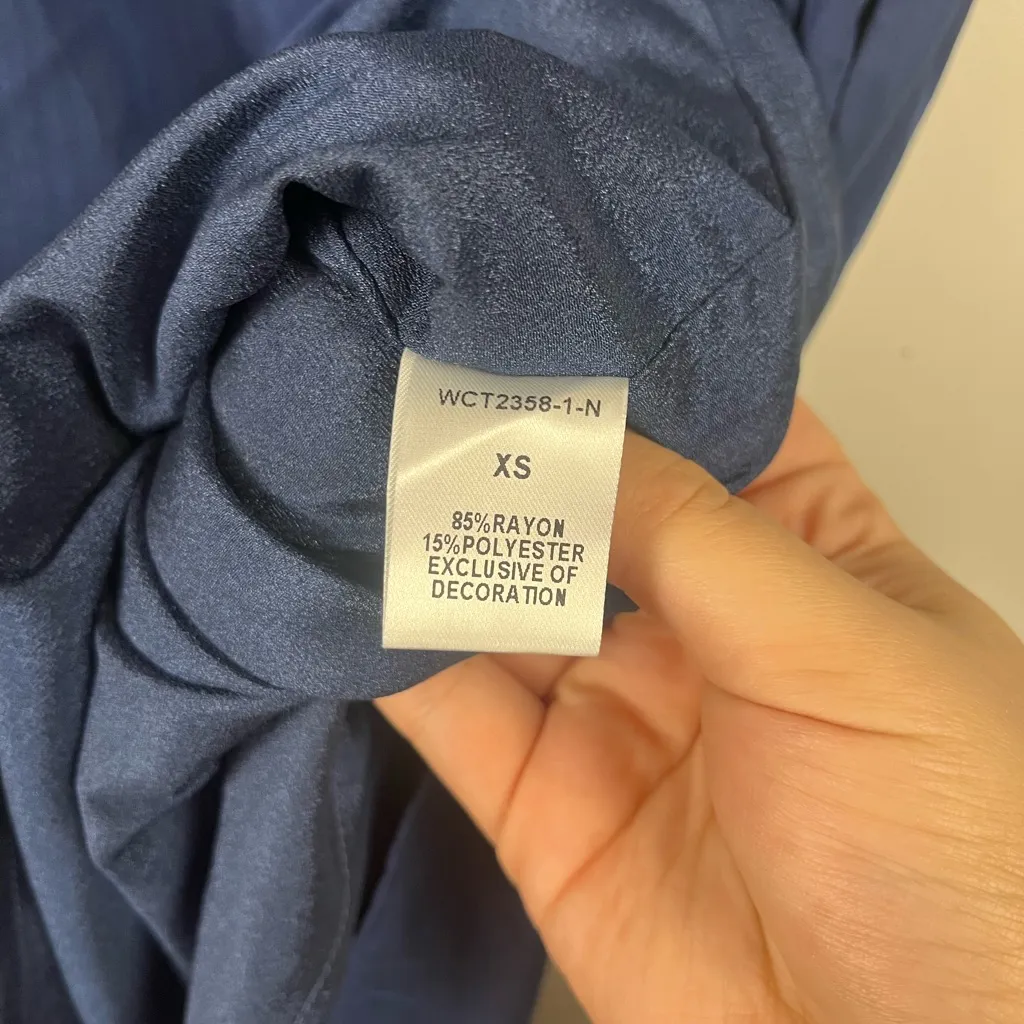 WCT2358-1-N
XS
85%RAYON
15%POLYESTER
EXCLUSIVE OF
DECORATION